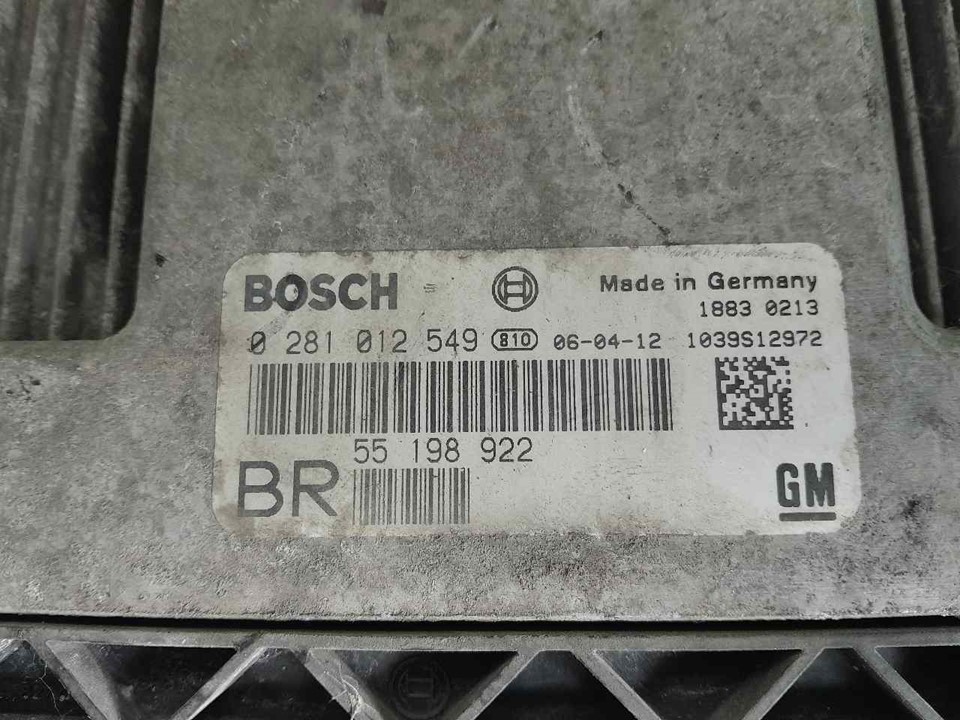 BOSCH
Made in Germany
1883 0213
0 281 012 549 810 06-04-12 1039S12972
55 198 922
BR
GM